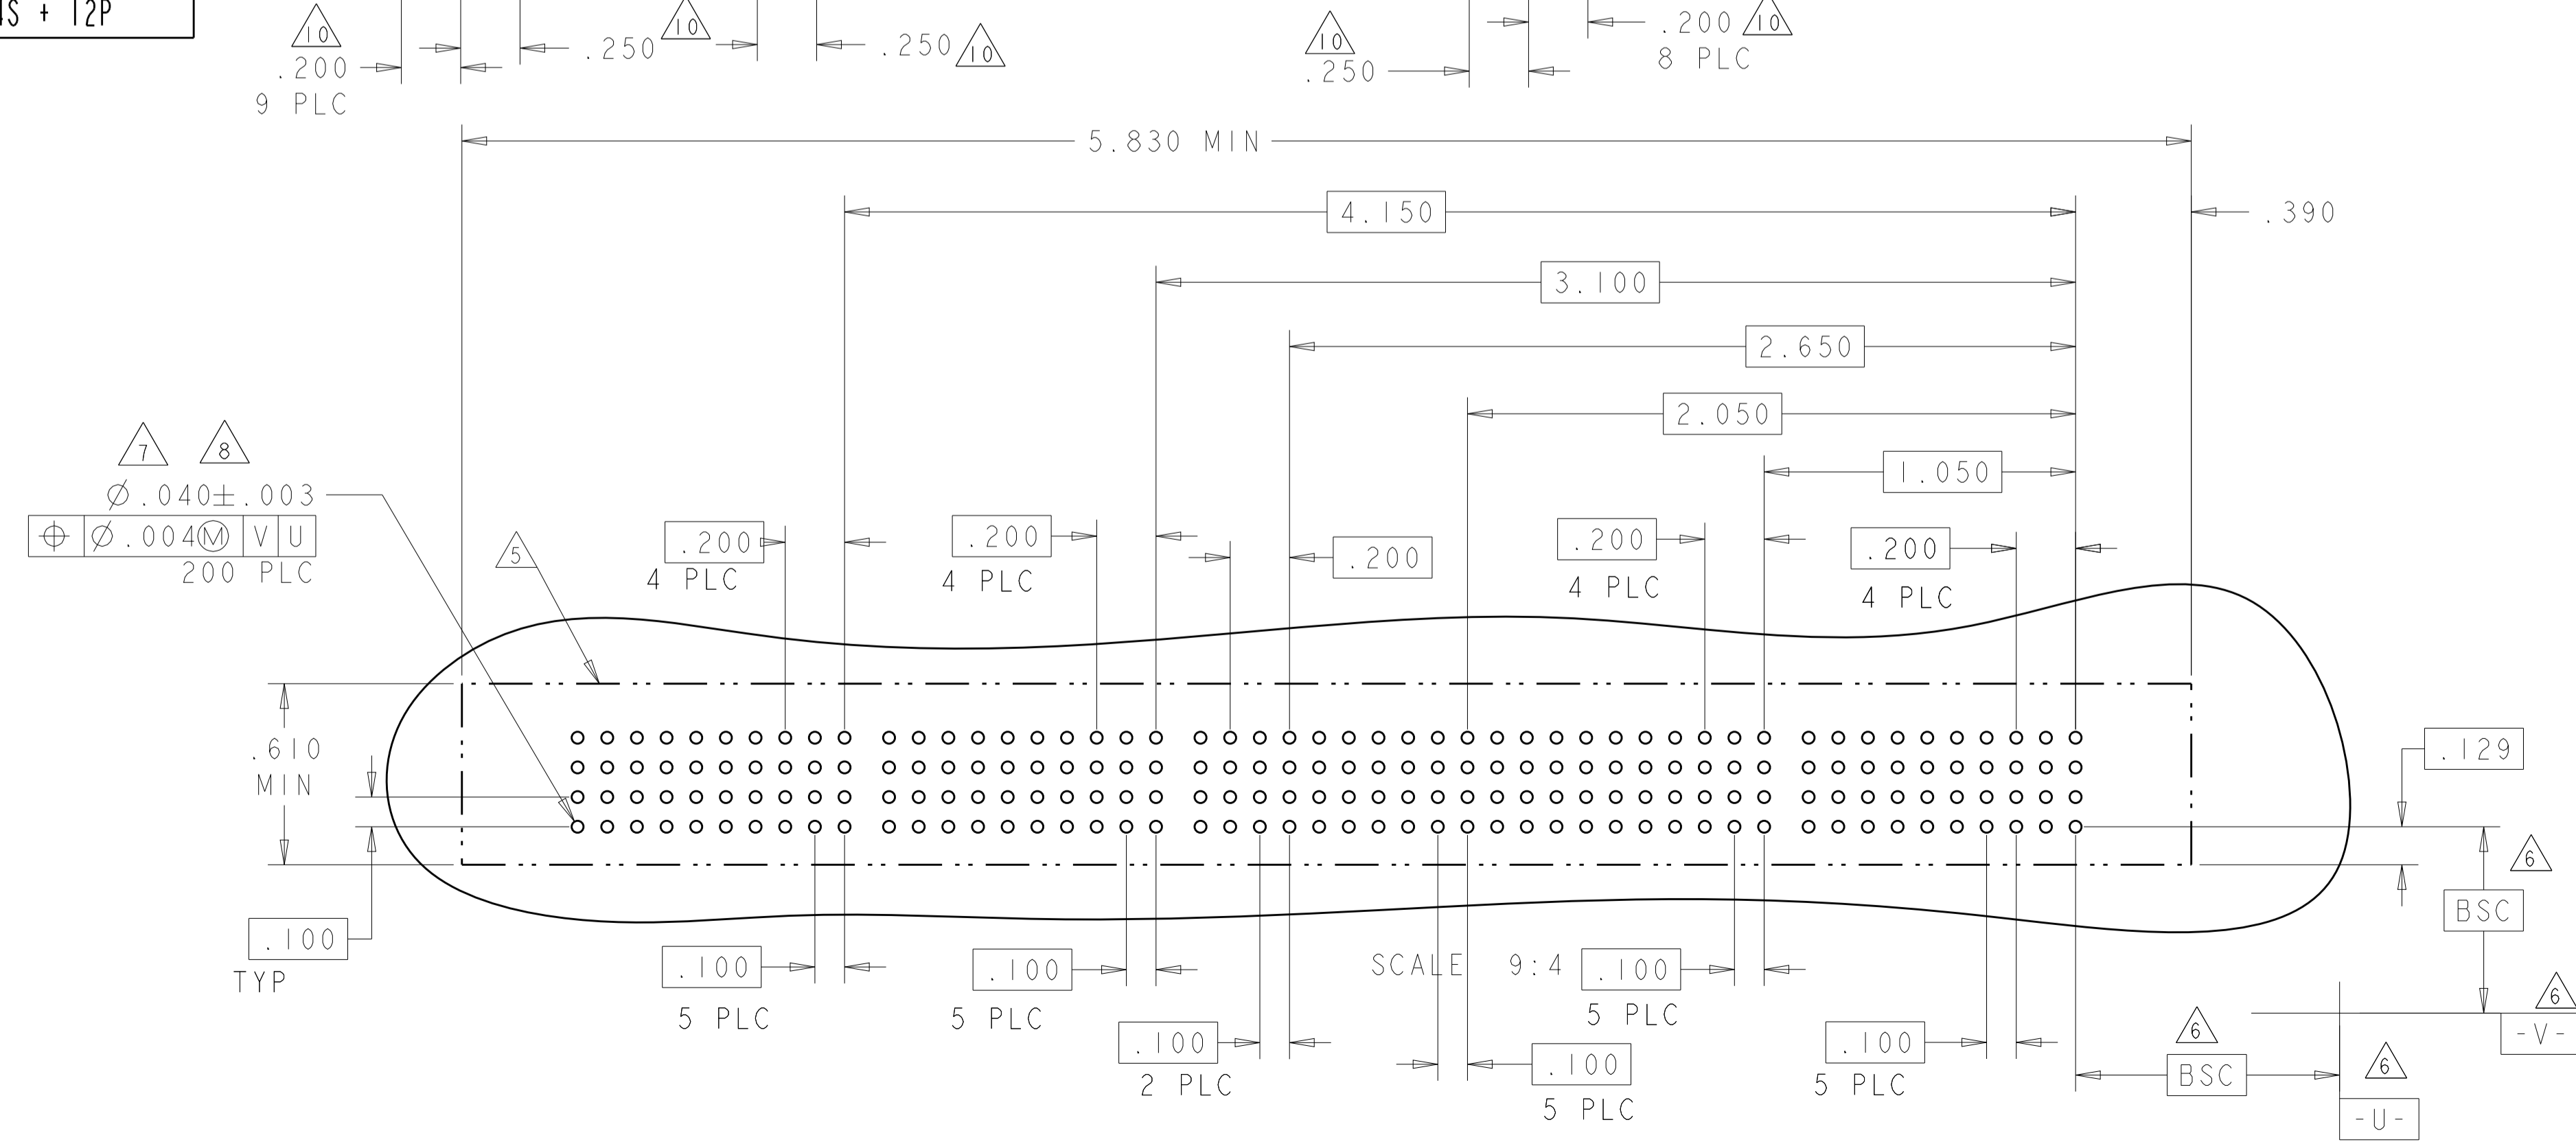 4S + 12P
10
.200
9 PLC
.250
10
.250
10
10
.250
.200
10
8 PLC
5.830 MIN
4.150
.390
3.100
2.650
2.050
1.050
7
8
Ø.040±.003
⌖ Ø.004Ⓜ V U
200 PLC
5
.200
4 PLC
.200
4 PLC
.200
.200
4 PLC
.200
4 PLC
.610
MIN
.129
6
BSC
.100
TYP
.100
5 PLC
.100
5 PLC
SCALE 9:4
.100
5 PLC
.100
2 PLC
.100
5 PLC
.100
5 PLC
6
BSC
6
-U-
6
-V-